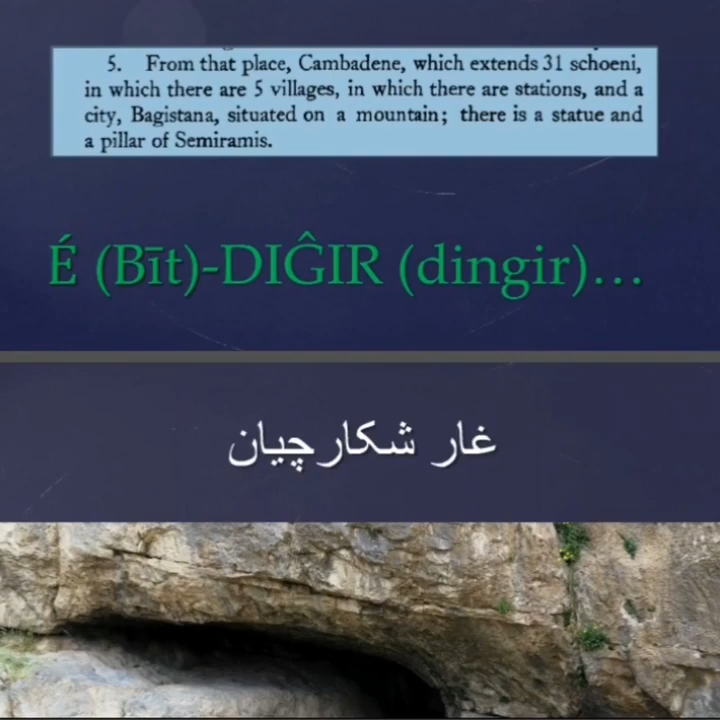 5. From that place, Cambadene, which extends 31 schoeni,
in which there are 5 villages, in which there are stations, and a
city, Bagistana, situated on a mountain; there is a statue and
a pillar of Semiramis.
É (Bīt)-DIĜIR (dingir)...
غار شکارچیان